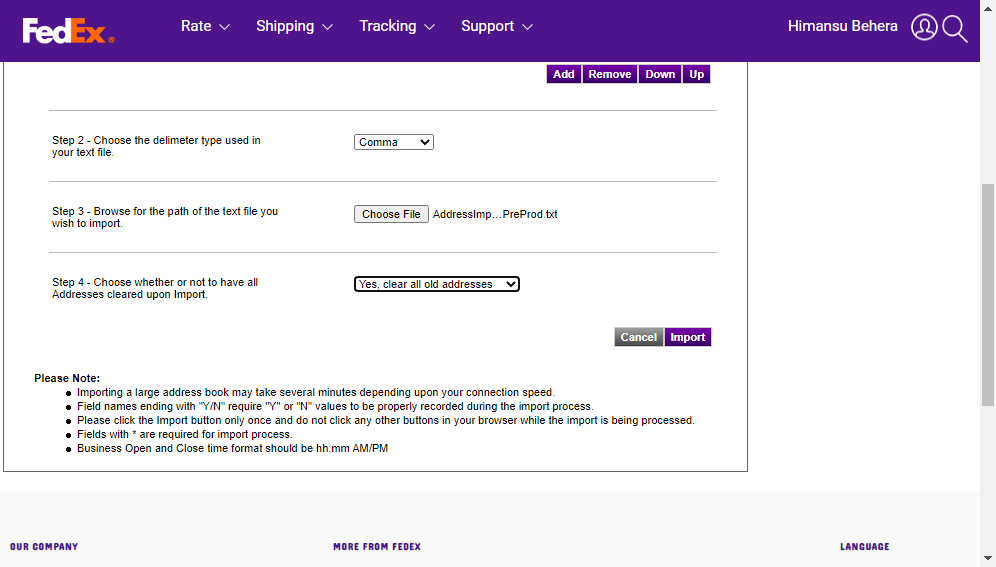 FedEx®
Rate
Shipping
Tracking
Support
Himansu Behera
Add
Remove
Down
Up
Step 2 - Choose the delimeter type used in
your text file.
Comma
Step 3 - Browse for the path of the text file you
wish to import.
Choose File
AddressImp...PreProd.txt
Step 4 - Choose whether or not to have all
Addresses cleared upon Import.
Yes, clear all old addresses
Cancel
Import
Please Note:
Importing a large address book may take several minutes depending upon your connection speed.
Field names ending with "Y/N" require "Y" or "N" values to be properly recorded during the import process.
Please click the Import button only once and do not click any other buttons in your browser while the import is being processed.
Fields with * are required for import process.
Business Open and Close time format should be hh:mm AM/PM
OUR COMPANY
MORE FROM FEDEX
LANGUAGE